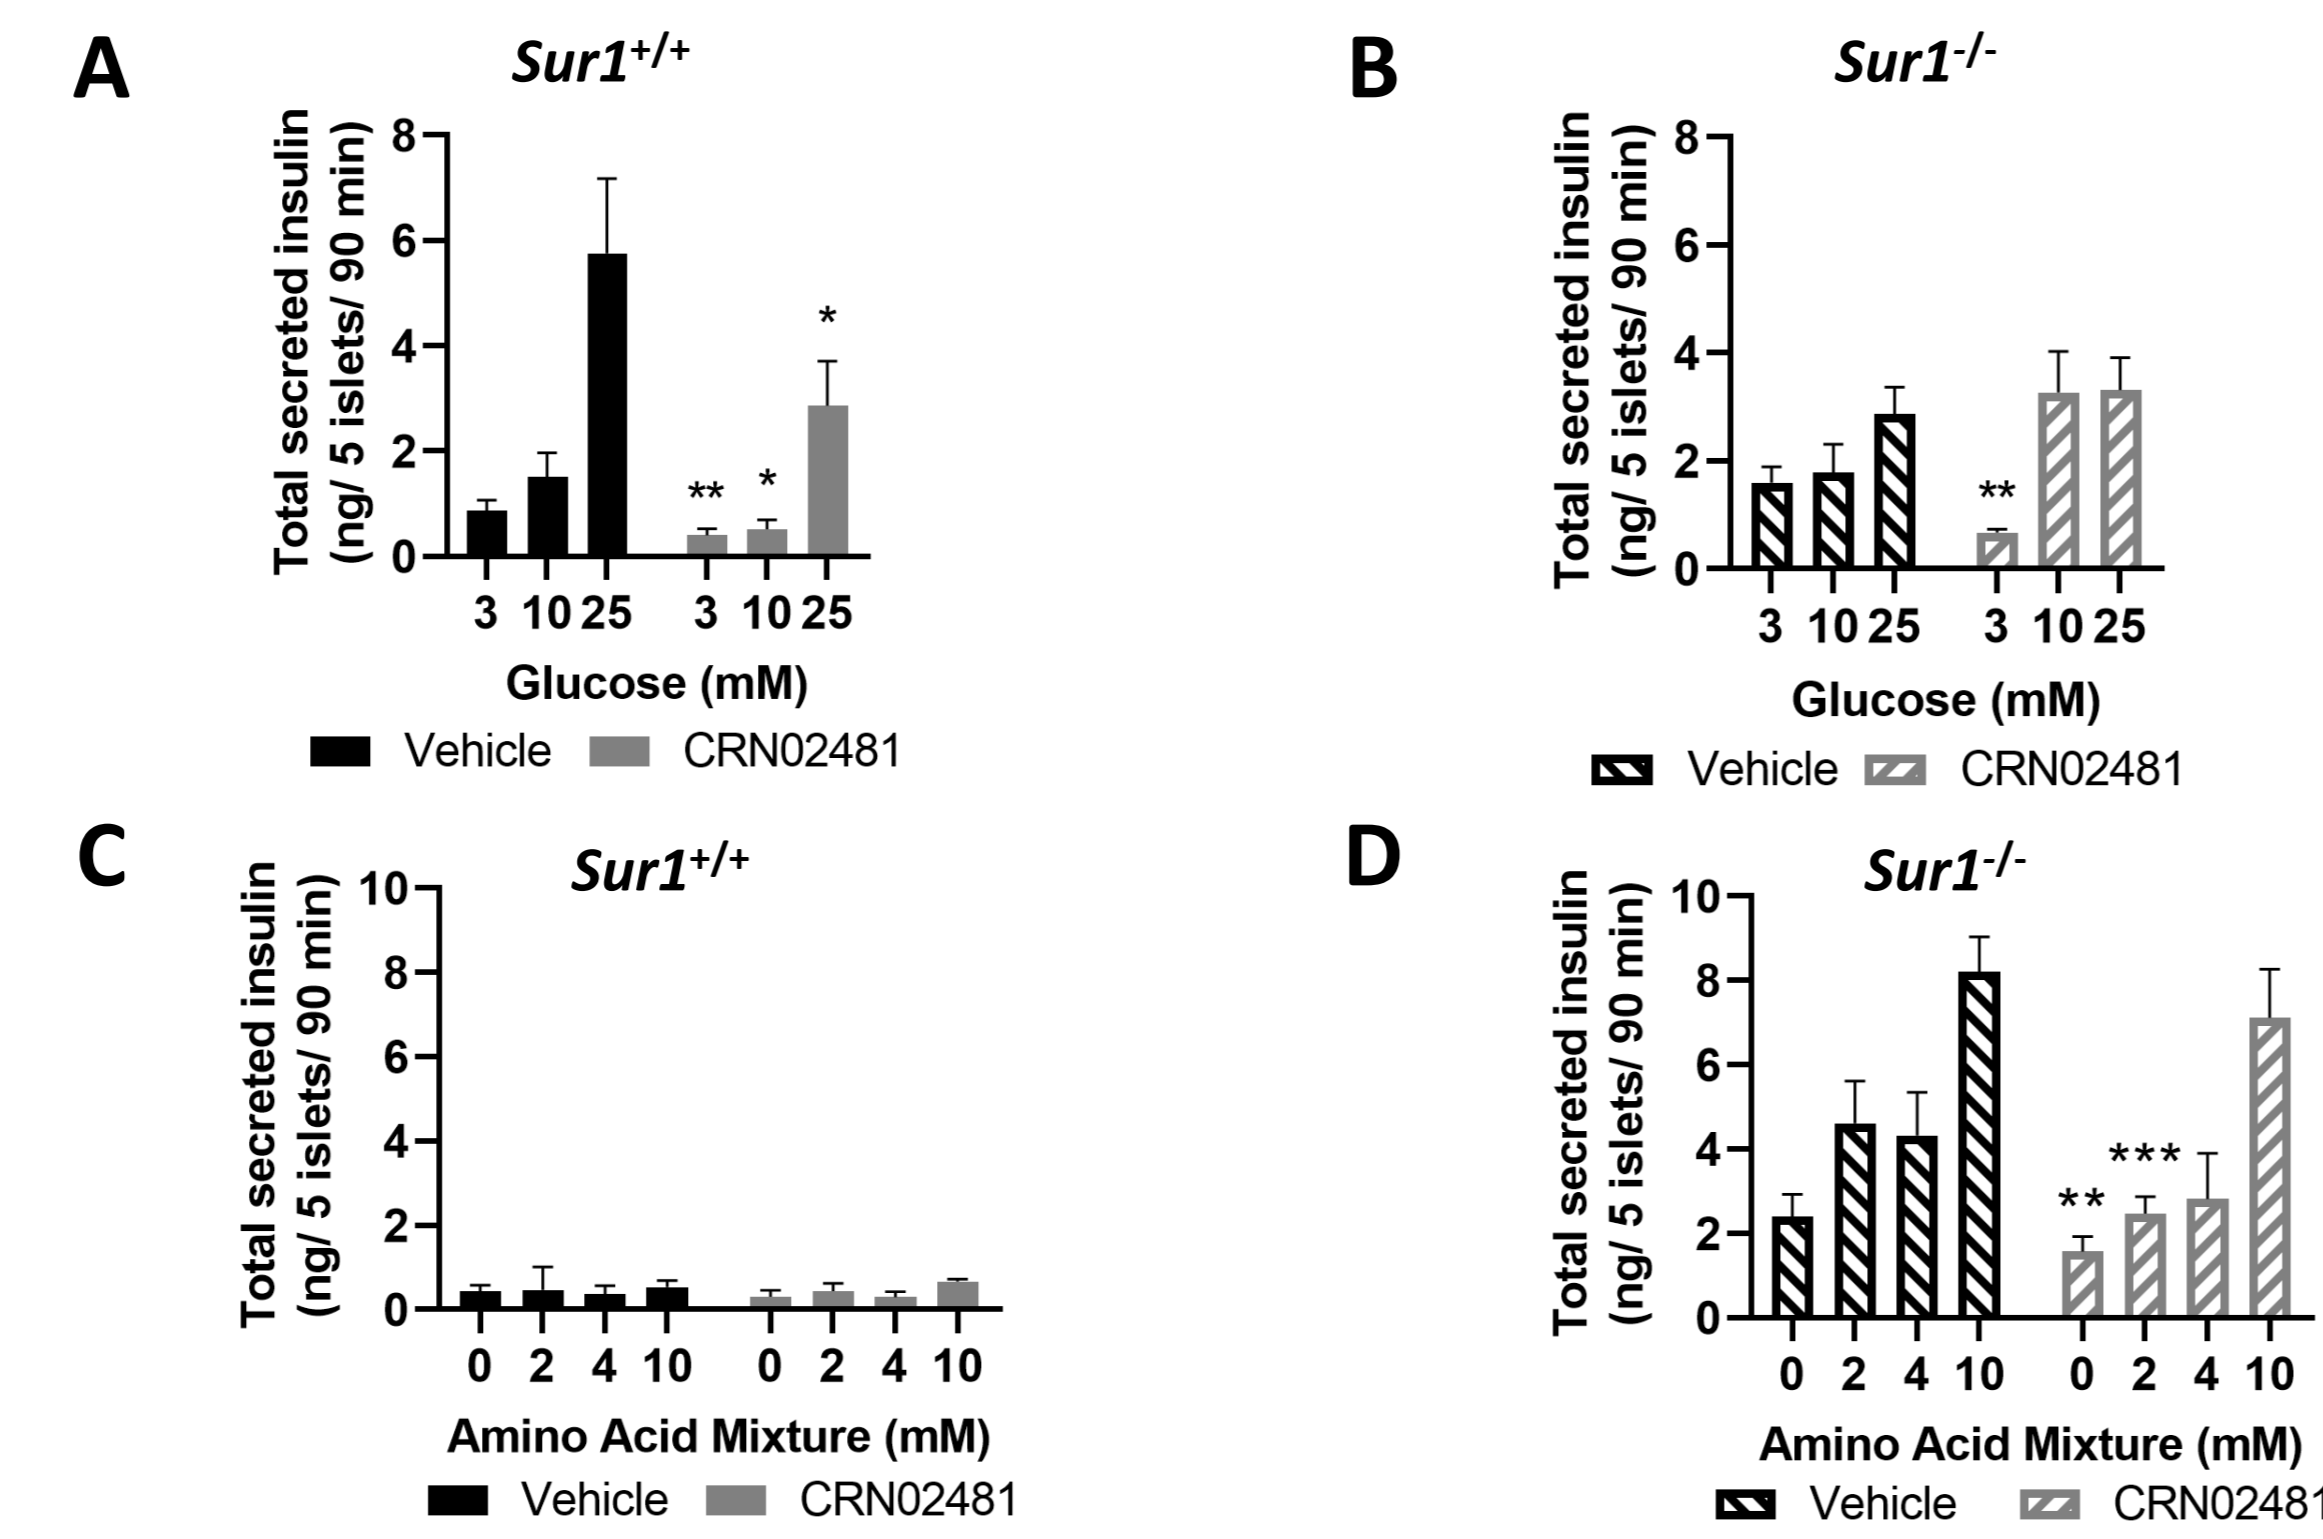 A
Sur1+/+
Total secreted insulin
(ng/ 5 islets/ 90 min)
8
6
4
2
0
**
*
*
3 10 25 3 10 25
Glucose (mM)
Vehicle CRN02481
B
Sur1-/-
Total secreted insulin
(ng/ 5 islets/ 90 min)
8
6
4
2
0
**
3 10 25 3 10 25
Glucose (mM)
Vehicle CRN02481
C
Sur1+/+
Total secreted insulin
(ng/ 5 islets/ 90 min)
10
8
6
4
2
0
0 2 4 10 0 2 4 10
Amino Acid Mixture (mM)
Vehicle CRN02481
D
Sur1-/-
Total secreted insulin
(ng/ 5 islets/ 90 min)
10
8
6
4
2
0
**
***
0 2 4 10 0 2 4 10
Amino Acid Mixture (mM)
Vehicle CRN02481